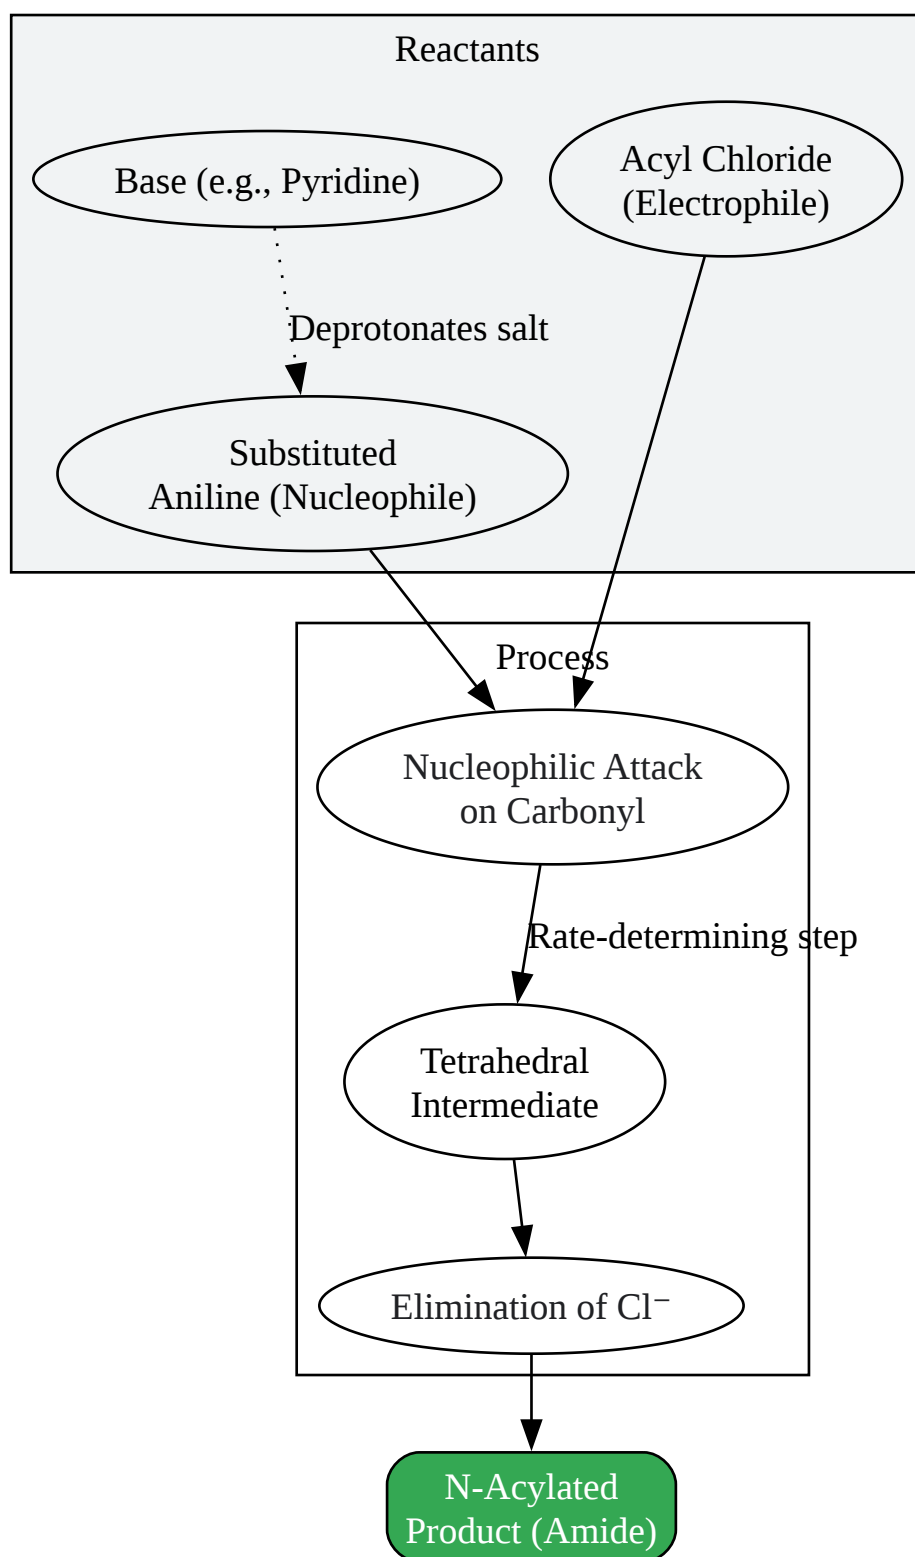 Reactants
Base (e.g., Pyridine)
Acyl Chloride
(Electrophile)
Deprotonates salt
Substituted
Aniline (Nucleophile)
Process
Nucleophilic Attack
on Carbonyl
Rate-determining step
Tetrahedral
Intermediate
Elimination of Cl⁻
N-Acylated
Product (Amide)